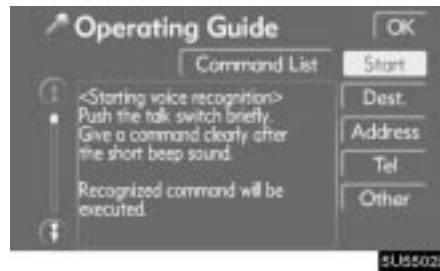 Operating Guide
OK
Command List
Start
<Starting voice recognition>
Push the talk switch briefly.
Give a command clearly after
the short beep sound.
Recognized command will be
executed.
Dest.
Address
Tel
Other
5U5502